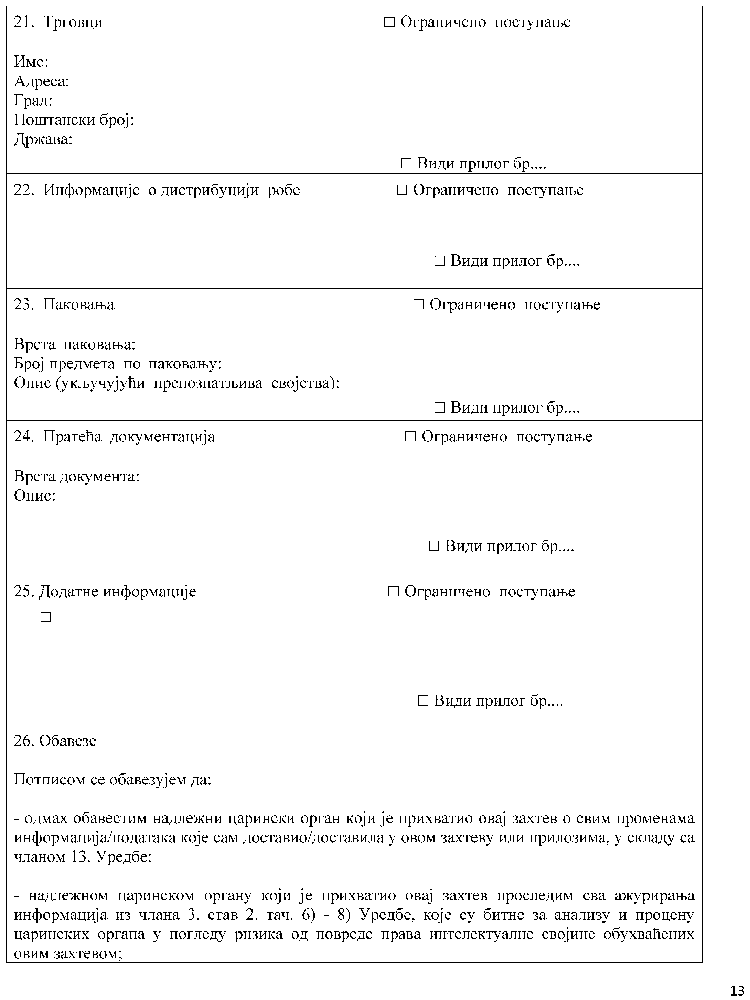 21. Трговци ☐ Ограничено поступање
Име:
Адреса:
Град:
Поштански број:
Држава:
☐ Види прилог бр....
22. Информације о дистрибуцији робе ☐ Ограничено поступање
☐ Види прилог бр....
23. Паковања ☐ Ограничено поступање
Врста паковања:
Број предмета по паковању:
Опис (укључујући препознатљива својства):
☐ Види прилог бр....
24. Пратећа документација ☐ Ограничено поступање
Врста документа:
Опис:
☐ Види прилог бр....
25. Додатне информације ☐ Ограничено поступање
☐
☐ Види прилог бр....
26. Обавезе
Потписом се обавезујем да:
- одмах обавестим надлежни царински орган који је прихватио овај захтев о свим променама
информација/података које сам доставио/доставила у овом захтеву или прилозима, у складу са
чланом 13. Уредбе;
- надлежном царинском органу који је прихватио овај захтев проследим сва ажурирања
информација из члана 3. став 2. тач. 6) - 8) Уредбе, које су битне за анализу и процену
царинских органа у погледу ризика од повреде права интелектуалне својине обухваћених
овим захтевом;
13